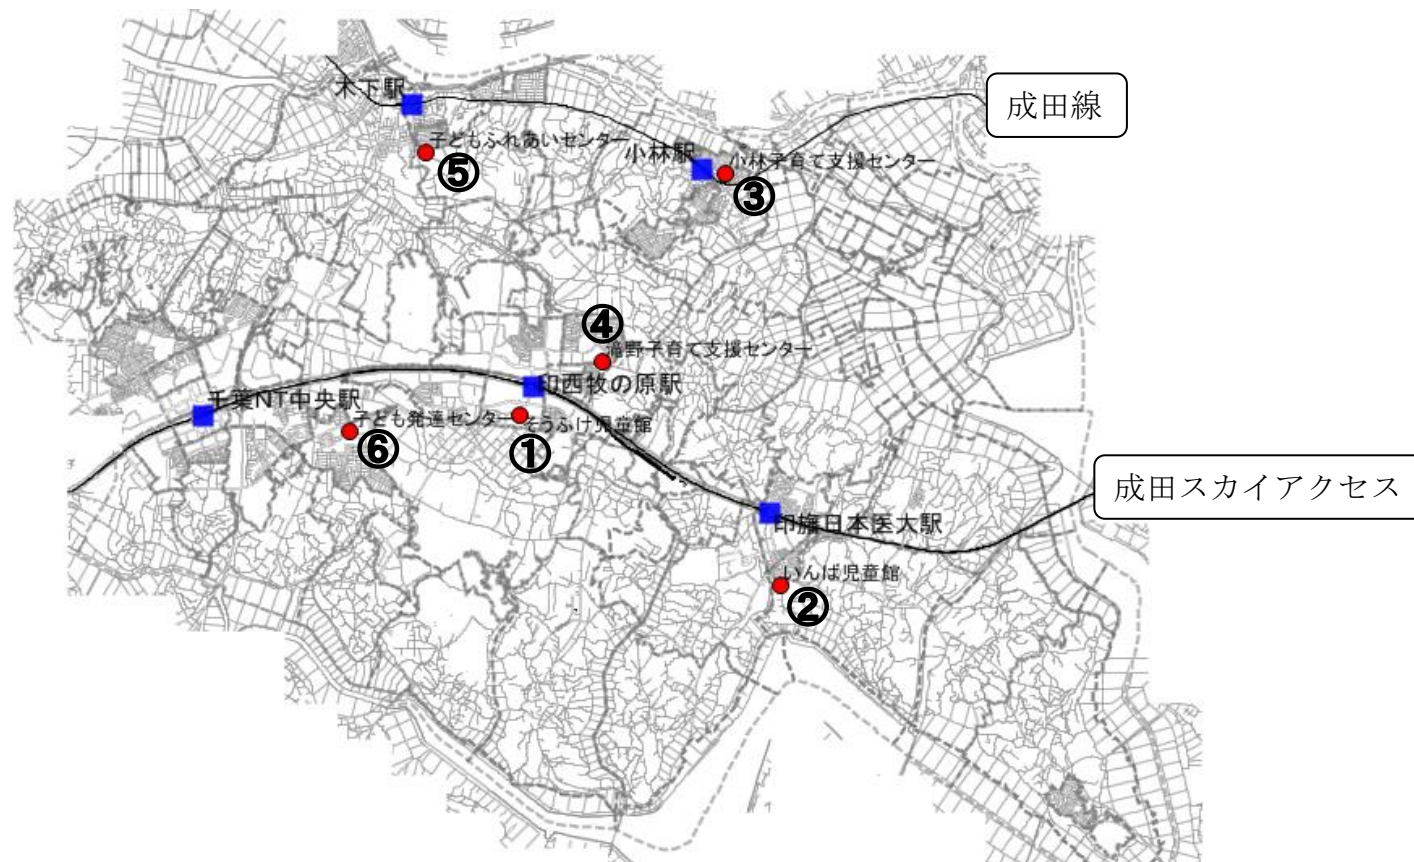 木下駅
成田線
子どもふれあいセンター
⑤
小林駅
小林子育て支援センター
③
④
滝野子育て支援センター
印西牧の原駅
千葉NT中央駅
子ども発達センター
そうふけ児童館
⑥
①
成田スカイアクセス
印旛日本医大駅
いんば児童館
②